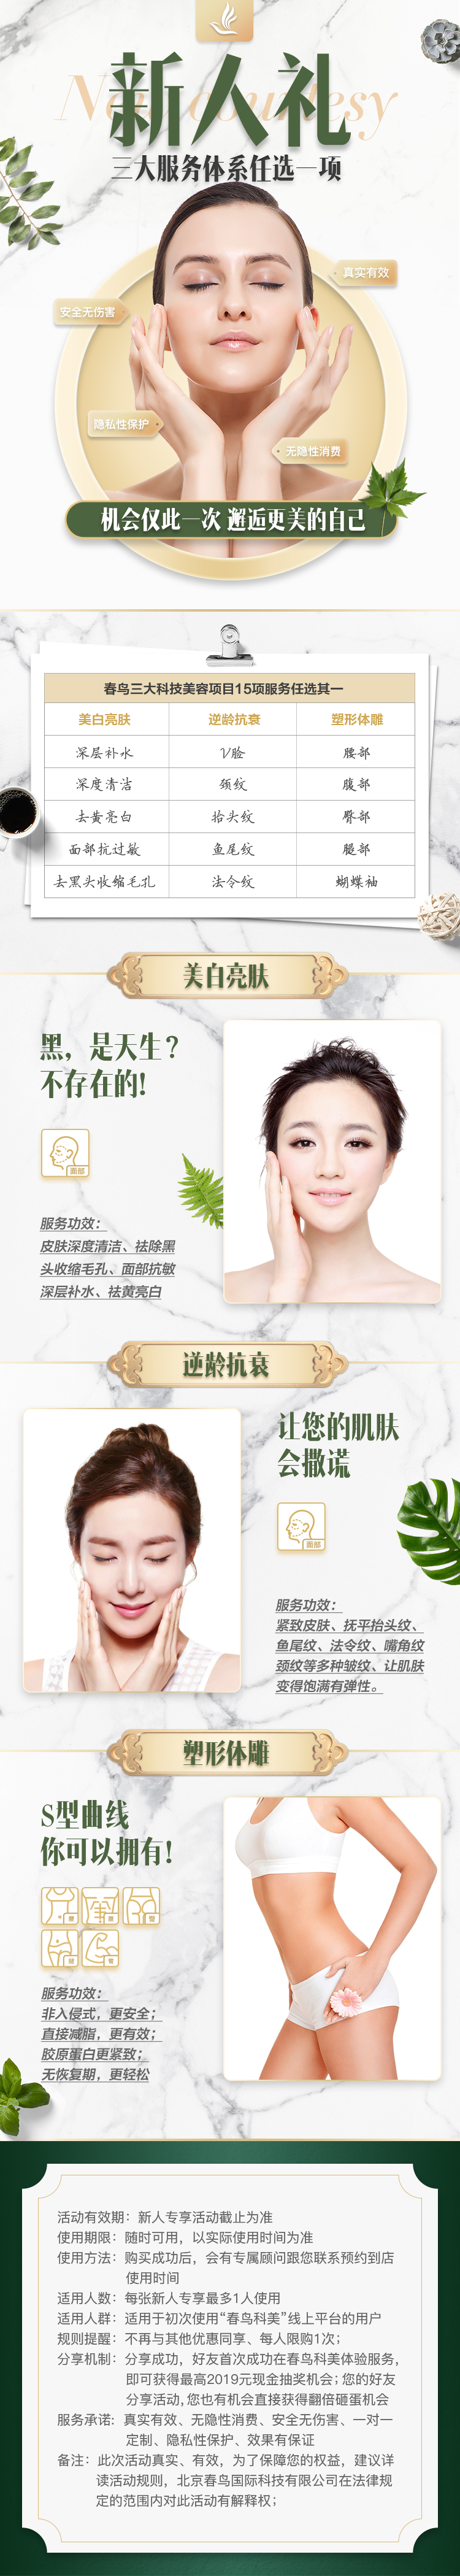 New courtesy
新人礼
三大服务体系任选一项
真实有效
安全无伤害
隐私性保护
无隐性消费
机会仅此一次 邂逅更美的自己
春鸟三大科技美容项目15项服务任选其一
美白亮肤 逆龄抗衰 塑形体雕
深层补水 V脸 腰部
深度清洁 颈纹 腹部
去黄亮白 抬头纹 臀部
面部抗过敏 鱼尾纹 腿部
去黑头收缩毛孔 法令纹 蝴蝶袖
美白亮肤
黑，是天生？
不存在的!
面部
服务功效：
皮肤深度清洁、祛除黑
头收缩毛孔、面部抗敏
深层补水、祛黄亮白
逆龄抗衰
让您的肌肤
会撒谎
面部
服务功效：
紧致皮肤、抚平抬头纹、
鱼尾纹、法令纹、嘴角纹
颈纹等多种皱纹、让肌肤
变得饱满有弹性。
塑形体雕
S型曲线
你可以拥有!
服务功效：
非入侵式，更安全；
直接减脂，更有效；
胶原蛋白更紧致；
无恢复期，更轻松
活动有效期：新人专享活动截止为准
使用期限：随时可用，以实际使用时间为准
使用方法：购买成功后，会有专属顾问跟您联系预约到店
使用时间
适用人数：每张新人专享最多1人使用
适用人群：适用于初次使用“春鸟科美”线上平台的用户
规则提醒：不再与其他优惠同享、每人限购1次；
分享机制：分享成功，好友首次成功在春鸟科美体验服务，
即可获得最高2019元现金抽奖机会；您的好友
分享活动，您也有机会直接获得翻倍砸蛋机会
服务承诺：真实有效、无隐性消费、安全无伤害、一对一
定制、隐私性保护、效果有保证
备注：此次活动真实、有效，为了保障您的权益，建议详
读活动规则，北京春鸟国际科技有限公司在法律规
定的范围内对此活动有解释权；